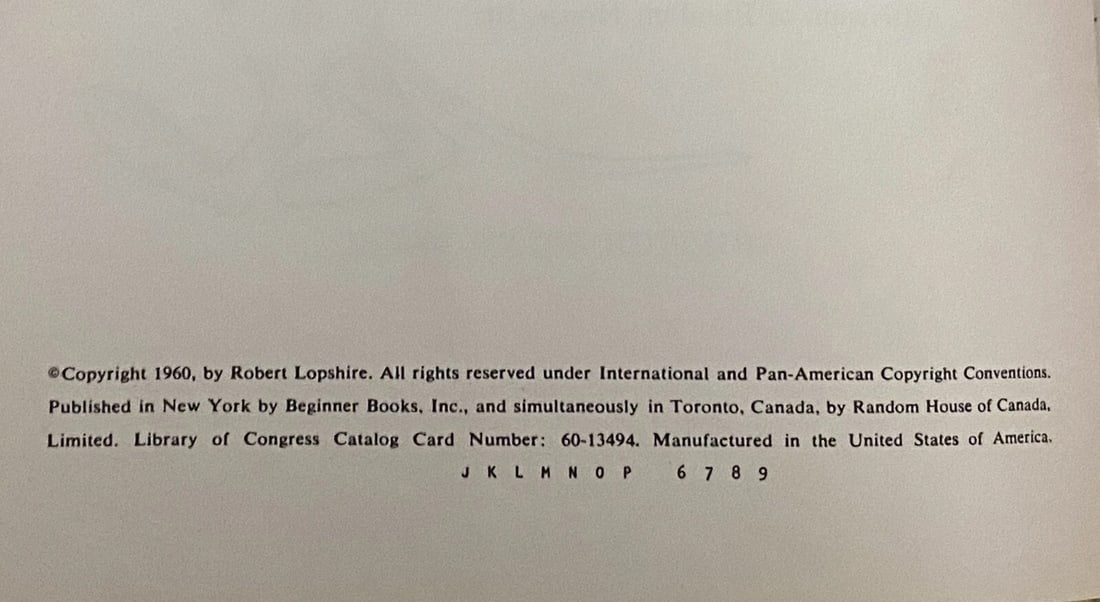 ©Copyright 1960, by Robert Lopshire. All rights reserved under International and Pan-American Copyright Conventions.
Published in New York by Beginner Books, Inc., and simultaneously in Toronto, Canada, by Random House of Canada,
Limited. Library of Congress Catalog Card Number: 60-13494. Manufactured in the United States of America.
J K L M N O P 6 7 8 9